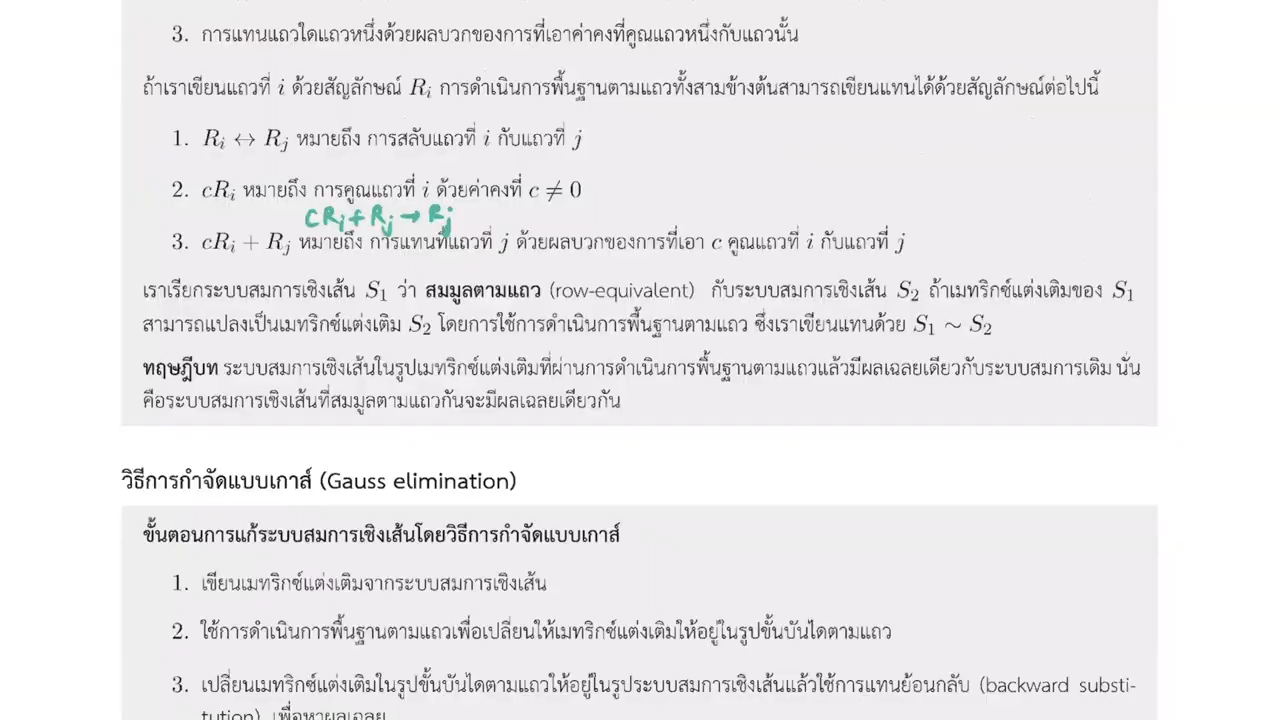 3. การแทนแถวใดแถวหนึ่งด้วยผลบวกของการที่เอาค่าคงที่คูณแถวหนึ่งกับแถวนั้น
ถ้าเราเขียนแถวที่ i ด้วยสัญลักษณ์ Rᵢ การดำเนินการพื้นฐานตามแถวทั้งสามข้างต้นสามารถเขียนแทนได้ด้วยสัญลักษณ์ต่อไปนี้
1. Rᵢ ↔ Rⱼ หมายถึง การสลับแถวที่ i กับแถวที่ j
2. cRᵢ หมายถึง การคูณแถวที่ i ด้วยค่าคงที่ c ≠ 0
cRᵢ + Rⱼ → Rⱼ
3. cRᵢ + Rⱼ หมายถึง การแทนที่แถวที่ j ด้วยผลบวกของการที่เอา c คูณแถวที่ i กับแถวที่ j
เราเรียกระบบสมการเชิงเส้น S₁ ว่า สมมูลตามแถว (row-equivalent) กับระบบสมการเชิงเส้น S₂ ถ้าเมทริกซ์แต่งเติมของ S₁
สามารถแปลงเป็นเมทริกซ์แต่งเติม S₂ โดยการใช้การดำเนินการพื้นฐานตามแถว ซึ่งเราเขียนแทนด้วย S₁ ∼ S₂
ทฤษฎีบท ระบบสมการเชิงเส้นในรูปเมทริกซ์แต่งเติมที่ผ่านการดำเนินการพื้นฐานตามแถวแล้วมีผลเฉลยเดียวกับระบบสมการเดิม นั่น
คือระบบสมการเชิงเส้นที่สมมูลตามแถวกันจะมีผลเฉลยเดียวกัน
วิธีการกำจัดแบบเกาส์ (Gauss elimination)
ขั้นตอนการแก้ระบบสมการเชิงเส้นโดยวิธีการกำจัดแบบเกาส์
1. เขียนเมทริกซ์แต่งเติมจากระบบสมการเชิงเส้น
2. ใช้การดำเนินการพื้นฐานตามแถวเพื่อเปลี่ยนให้เมทริกซ์แต่งเติมให้อยู่ในรูปขั้นบันไดตามแถว
3. เปลี่ยนเมทริกซ์แต่งเติมในรูปขั้นบันไดตามแถวให้อยู่ในรูประบบสมการเชิงเส้นแล้วใช้การแทนย้อนกลับ (backward substi-
tution) เพื่อหาผลเฉลย